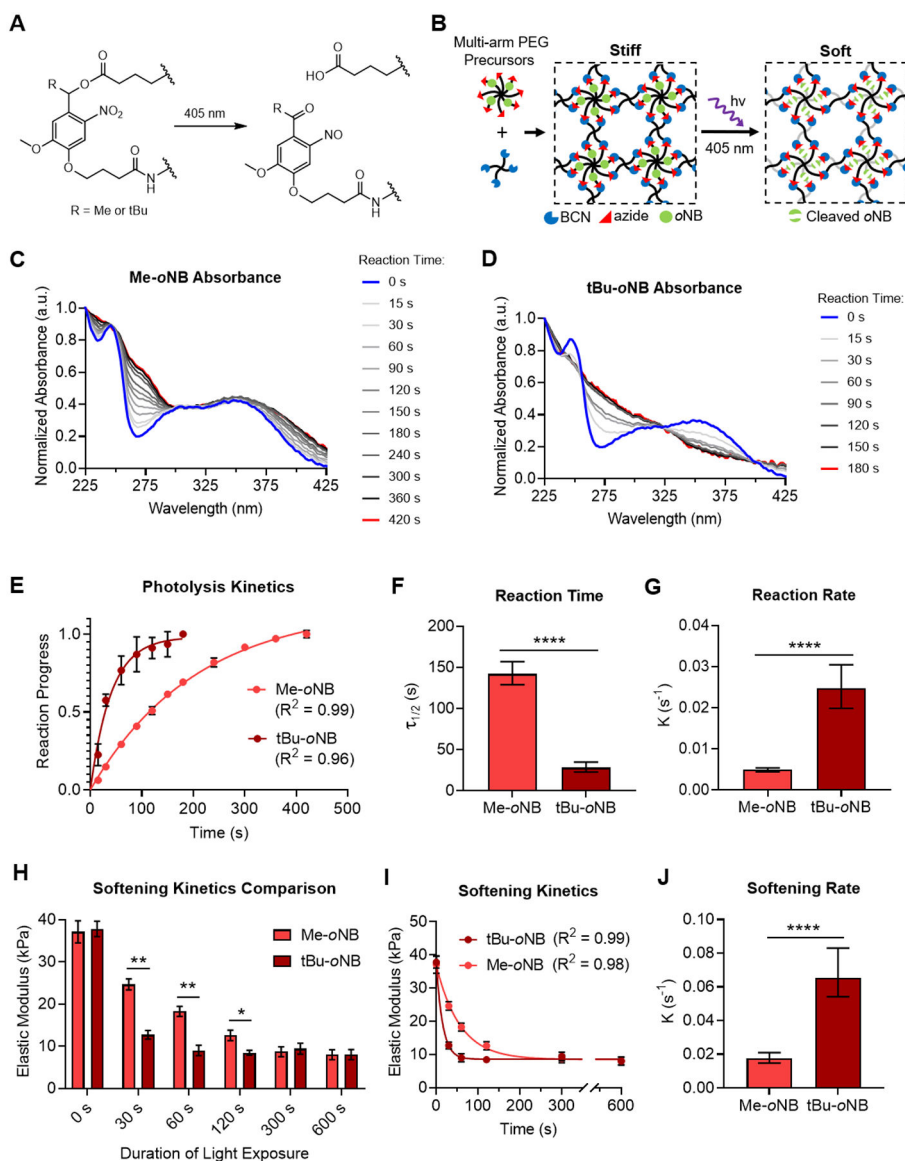 A
R
O
O
NO₂
O
O
O
NH
R = Me or tBu
405 nm
O
HO
R
O
NO
O
O
O
NH
B
Multi-arm PEG
Precursors
+
Stiff
hv
405 nm
Soft
BCN azide oNB Cleaved oNB
C
Me-oNB Absorbance
Normalized Absorbance (a.u.)
1.0
0.8
0.6
0.4
0.2
0.0
225 275 325 375 425
Wavelength (nm)
Reaction Time:
0 s
15 s
30 s
60 s
90 s
120 s
150 s
180 s
240 s
300 s
360 s
420 s
D
tBu-oNB Absorbance
Normalized Absorbance (a.u.)
1.0
0.8
0.6
0.4
0.2
0.0
225 275 325 375 425
Wavelength (nm)
Reaction Time:
0 s
15 s
30 s
60 s
90 s
120 s
150 s
180 s
E
Photolysis Kinetics
Reaction Progress
1.0
0.5
0
0 100 200 300 400 500
Time (s)
Me-oNB
(R² = 0.99)
tBu-oNB
(R² = 0.96)
F
Reaction Time
τ1/2 (s)
200
150
100
50
0
****
Me-oNB tBu-oNB
G
Reaction Rate
K (s⁻¹)
0.04
0.03
0.02
0.01
0.00
****
Me-oNB tBu-oNB
H
Softening Kinetics Comparison
Elastic Modulus (kPa)
40
30
20
10
0
**
**
*
Me-oNB
tBu-oNB
0 s 30 s 60 s 120 s 300 s 600 s
Duration of Light Exposure
I
Softening Kinetics
Elastic Modulus (kPa)
50
40
30
20
10
0
tBu-oNB (R² = 0.99)
Me-oNB (R² = 0.98)
0 100 200 300 600
Time (s)
J
Softening Rate
K (s⁻¹)
0.10
0.08
0.06
0.04
0.02
0.00
****
Me-oNB tBu-oNB